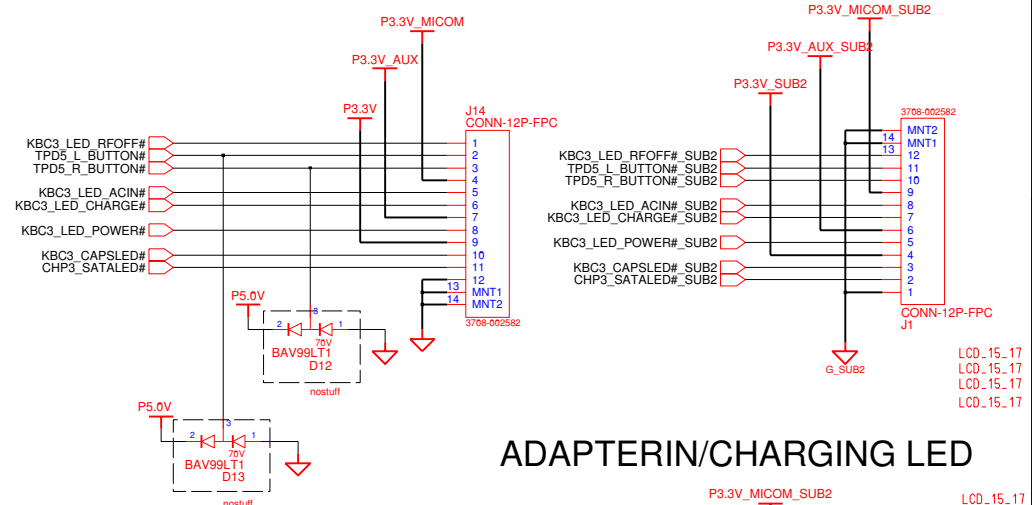 P3.3V_MICOM
P3.3V_AUX
P3.3V
J14
CONN-12P-FPC
KBC3_LED_RFOFF#
TPD5_L_BUTTON#
TPD5_R_BUTTON#
KBC3_LED_ACIN#
KBC3_LED_CHARGE#
KBC3_LED_POWER#
KBC3_CAPSLED#
CHP3_SATALED#
1
2
3
4
5
6
7
8
9
10
11
12
13 MNT1
14 MNT2
3708-002582
P5.0V
3
2
1
70V
BAV99LT1
D12
nostuff
P5.0V
3
2
1
70V
BAV99LT1
D13
nostuff
P3.3V_MICOM_SUB2
P3.3V_AUX_SUB2
P3.3V_SUB2
3708-002582
KBC3_LED_RFOFF#_SUB2
TPD5_L_BUTTON#_SUB2
TPD5_R_BUTTON#_SUB2
KBC3_LED_ACIN#_SUB2
KBC3_LED_CHARGE#_SUB2
KBC3_LED_POWER#_SUB2
KBC3_CAPSLED#_SUB2
CHP3_SATALED#_SUB2
MNT2
14 MNT1
13 12
11
10
9
8
7
6
5
4
3
2
1
CONN-12P-FPC
J1
G_SUB2
LCD_15_17
LCD_15_17
LCD_15_17
LCD_15_17
ADAPTERIN/CHARGING LED
P3.3V_MICOM_SUB2
LCD_15_17